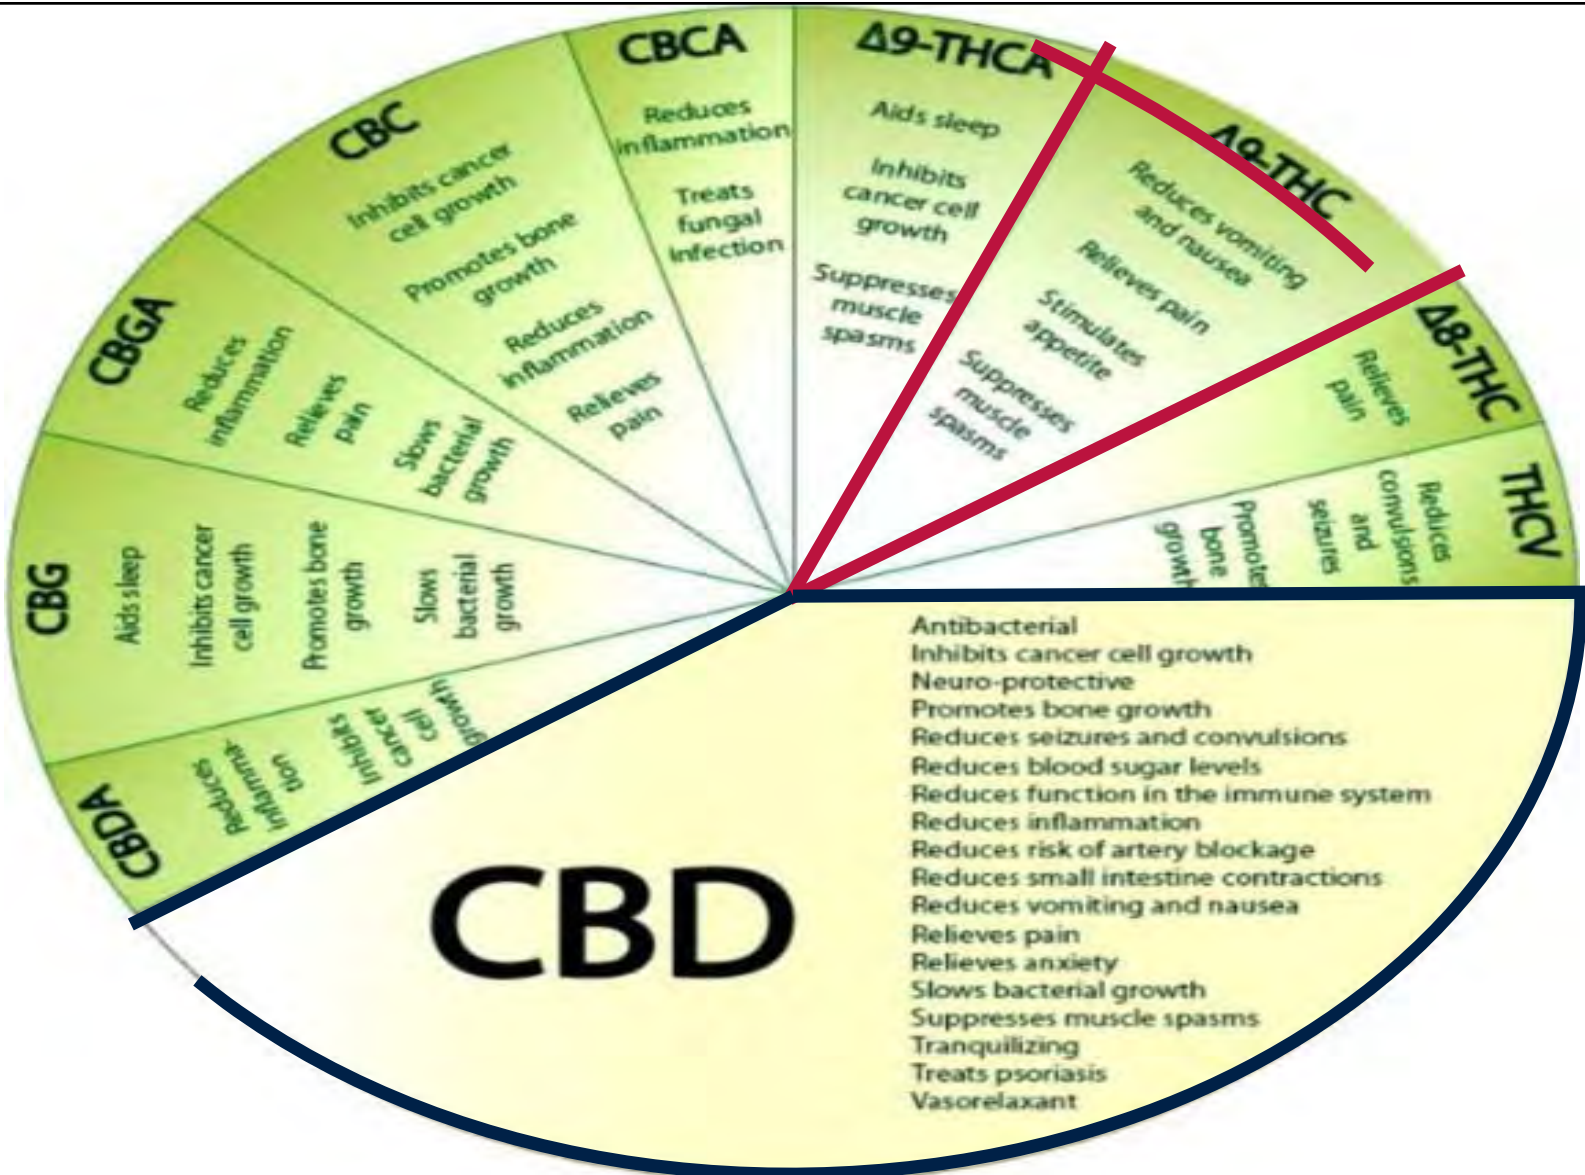 CBCA
Reduces
inflammation
Treats
fungal
infection
Δ9-THCA
Aids sleep
Inhibits
cancer cell
growth
Suppresses
muscle
spasms
Δ9-THC
Reduces vomiting
and nausea
Relieves pain
Stimulates
appetite
Suppresses
muscle
spasms
Δ8-THC
Relieves
pain
THCV
Reduces
convulsions
and
seizures
Promotes
bone
growth
CBD
Antibacterial
Inhibits cancer cell growth
Neuro-protective
Promotes bone growth
Reduces seizures and convulsions
Reduces blood sugar levels
Reduces function in the immune system
Reduces inflammation
Reduces risk of artery blockage
Reduces small intestine contractions
Reduces vomiting and nausea
Relieves pain
Relieves anxiety
Slows bacterial growth
Suppresses muscle spasms
Tranquilizing
Treats psoriasis
Vasorelaxant
CBDA
Reduces
inflamma-
tion
Inhibits
cancer
cell
growth
CBG
Aids sleep
Inhibits cancer
cell growth
Promotes bone
growth
Slows
bacterial
growth
CBGA
Reduces
inflammation
Relieves
pain
Slows
bacterial
growth
CBC
Inhibits cancer
cell growth
Promotes bone
growth
Reduces
inflammation
Relieves
pain